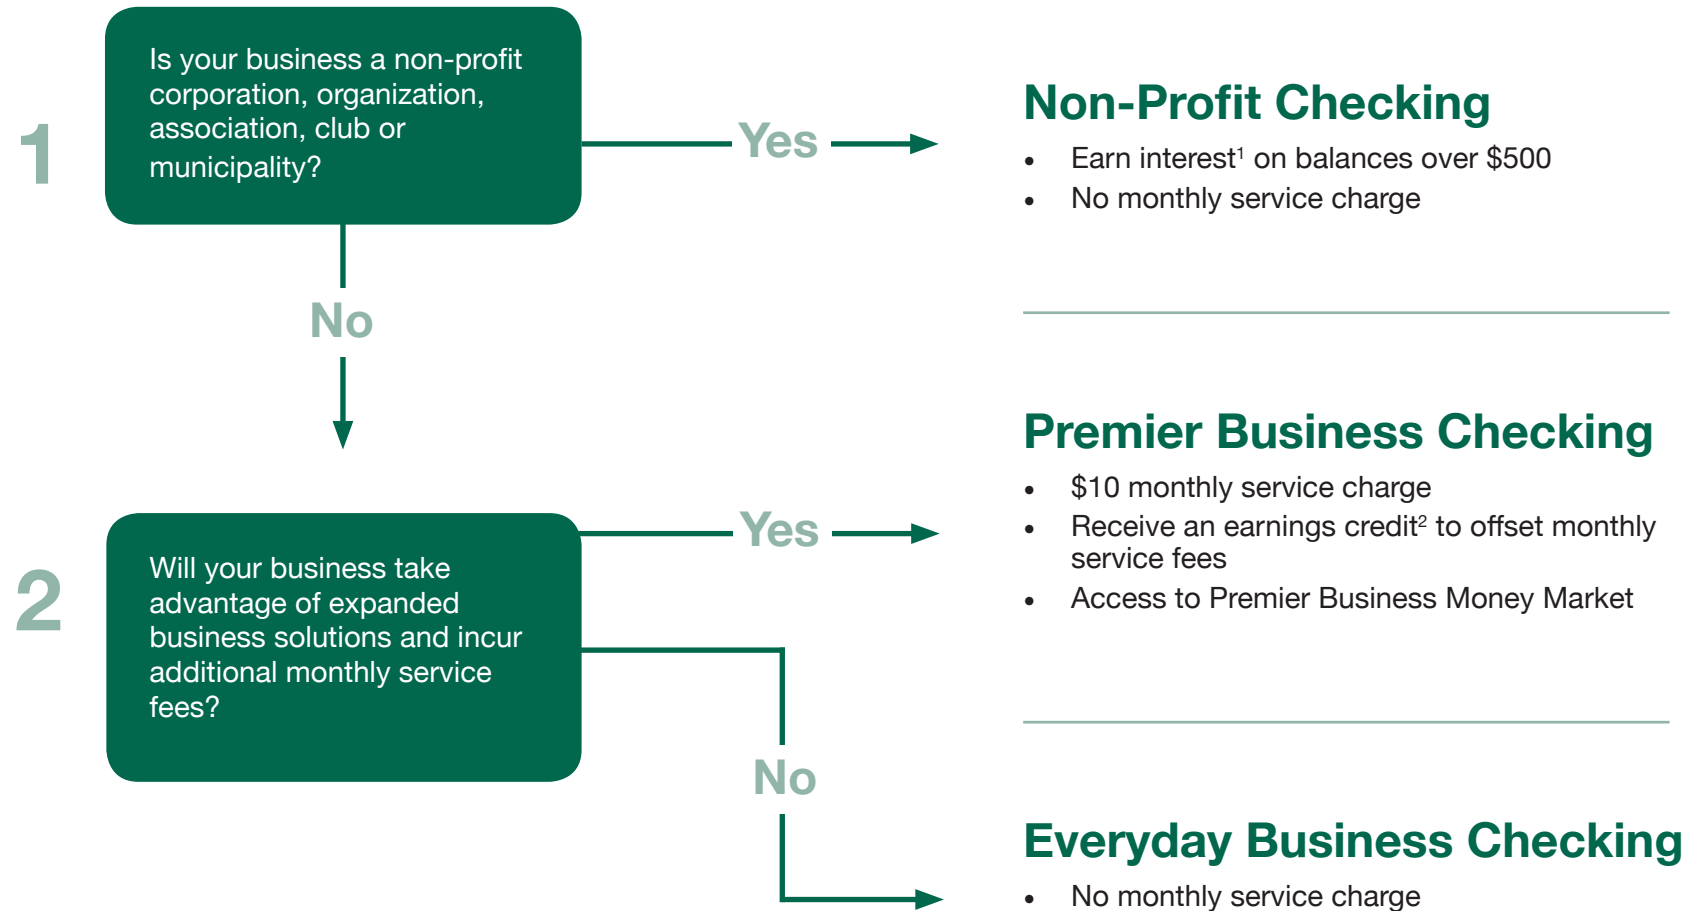 1
Is your business a non-profit
corporation, organization,
association, club or
municipality?
Yes
Non-Profit Checking
• Earn interest¹ on balances over $500
• No monthly service charge
No
2
Will your business take
advantage of expanded
business solutions and incur
additional monthly service
fees?
Yes
Premier Business Checking
• $10 monthly service charge
• Receive an earnings credit² to offset monthly
service fees
• Access to Premier Business Money Market
No
Everyday Business Checking
• No monthly service charge